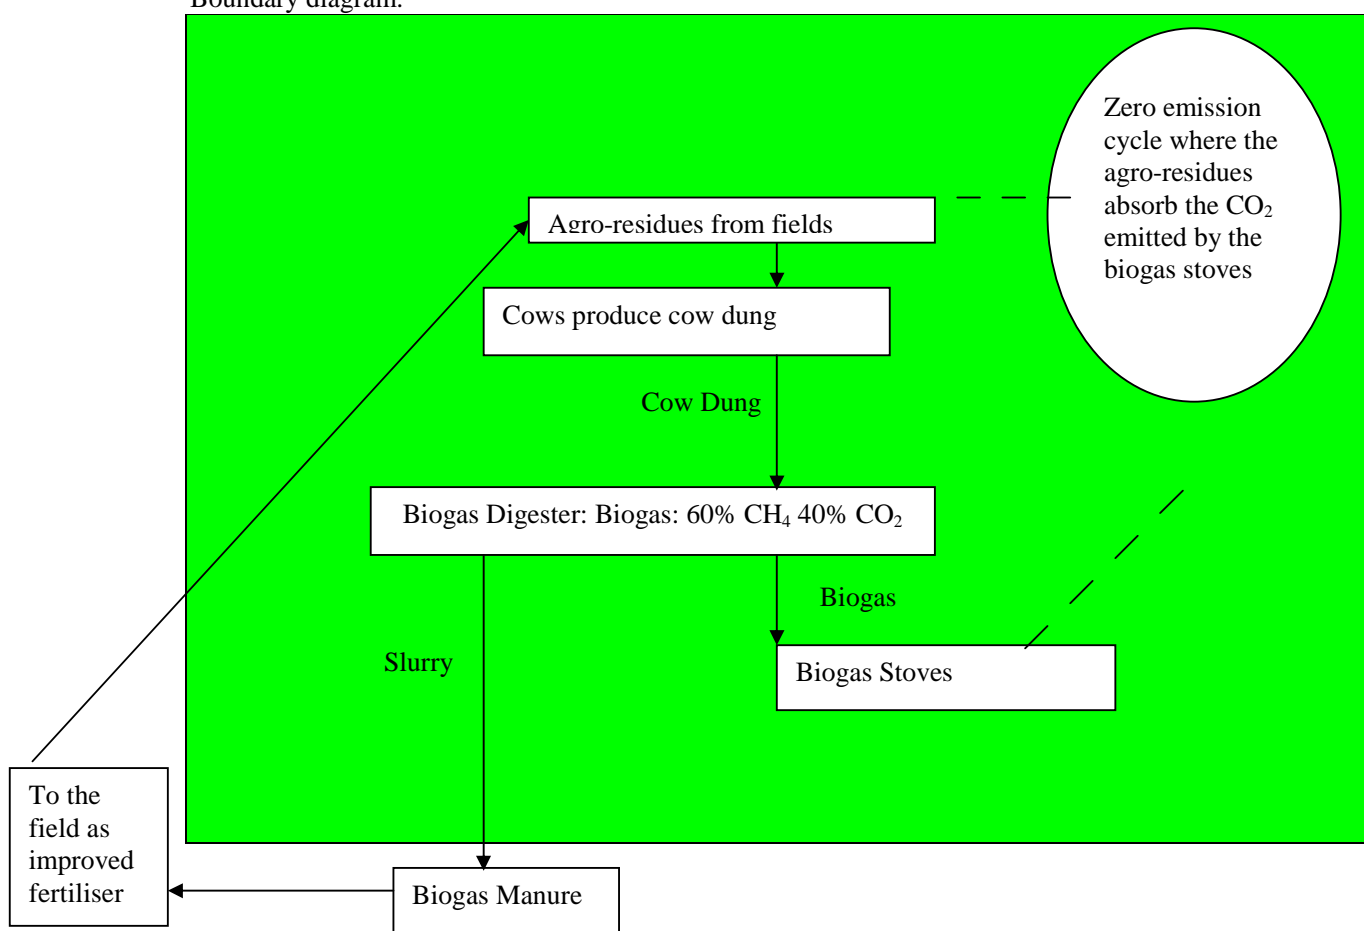 Boundary diagram:
Zero emission
cycle where the
agro-residues
absorb the CO₂
emitted by the
biogas stoves
Agro-residues from fields
Cows produce cow dung
Cow Dung
Biogas Digester: Biogas: 60% CH₄ 40% CO₂
Biogas
Slurry
Biogas Stoves
To the
field as
improved
fertiliser
Biogas Manure